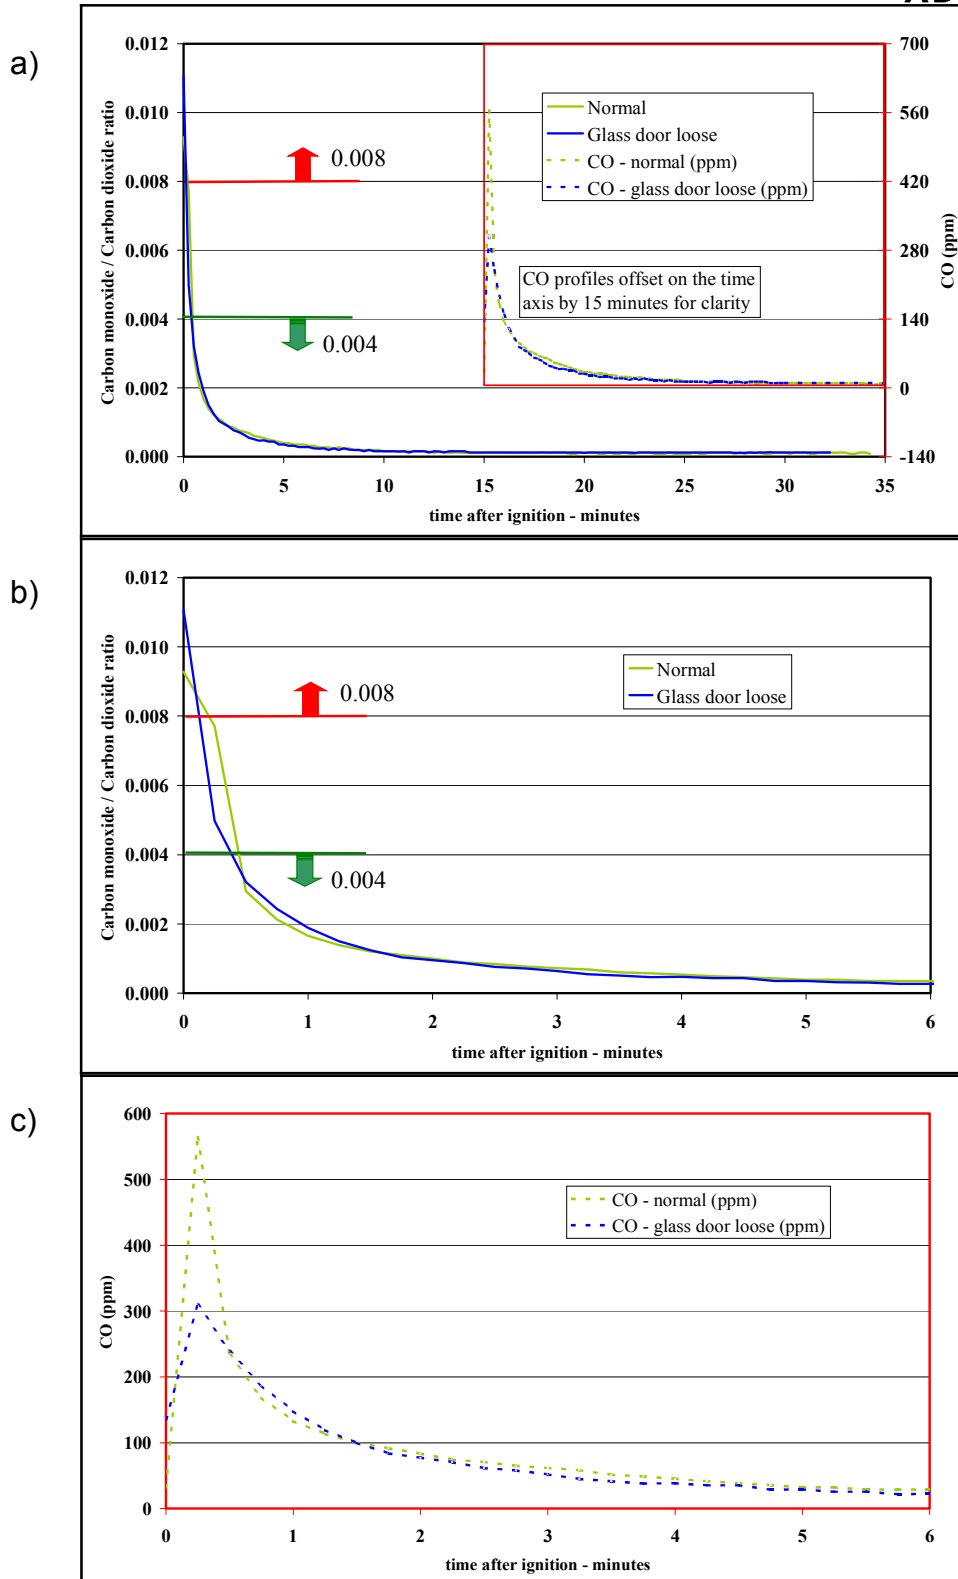 a)
Carbon monoxide / Carbon dioxide ratio
0.012
0.010
0.008
0.006
0.004
0.002
0.000
0.008
0.004
Normal
Glass door loose
CO - normal (ppm)
CO - glass door loose (ppm)
CO profiles offset on the time
axis by 15 minutes for clarity
700
560
420
280
140
0
-140
CO (ppm)
0 5 10 15 20 25 30 35
time after ignition - minutes
b)
Carbon monoxide / Carbon dioxide ratio
0.012
0.010
0.008
0.006
0.004
0.002
0.000
0.008
0.004
Normal
Glass door loose
0 1 2 3 4 5 6
time after ignition - minutes
c)
CO (ppm)
600
500
400
300
200
100
0
CO - normal (ppm)
CO - glass door loose (ppm)
0 1 2 3 4 5 6
time after ignition - minutes